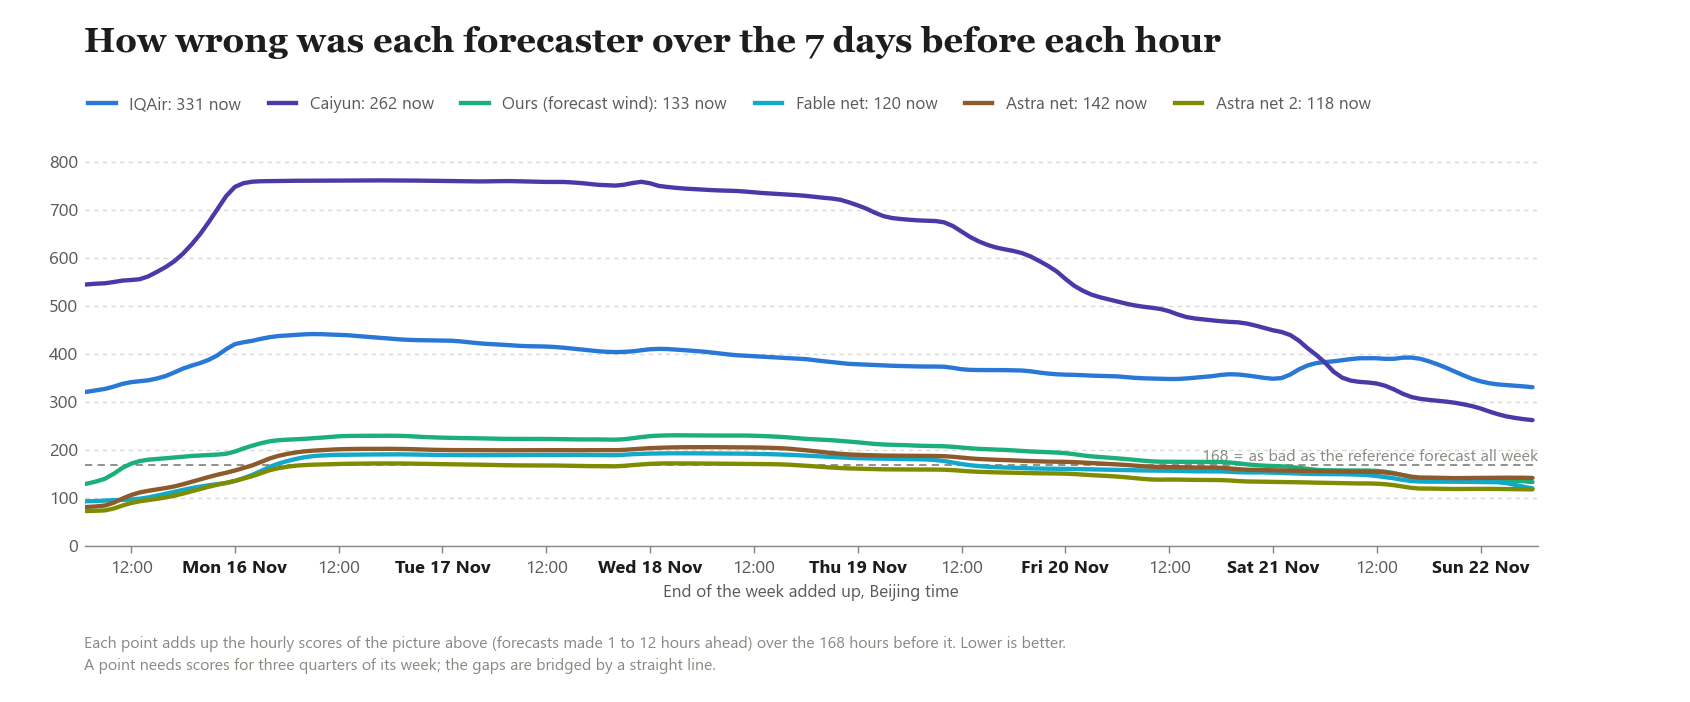 How wrong was each forecaster over the 7 days before each hour
IQAir: 331 now Caiyun: 262 now Ours (forecast wind): 133 now Fable net: 120 now Astra net: 142 now Astra net 2: 118 now
800
700
600
500
400
300
200
168 = as bad as the reference forecast all week
100
0
12:00 Mon 16 Nov 12:00 Tue 17 Nov 12:00 Wed 18 Nov 12:00 Thu 19 Nov 12:00 Fri 20 Nov 12:00 Sat 21 Nov 12:00 Sun 22 Nov
End of the week added up, Beijing time
Each point adds up the hourly scores of the picture above (forecasts made 1 to 12 hours ahead) over the 168 hours before it. Lower is better.
A point needs scores for three quarters of its week; the gaps are bridged by a straight line.